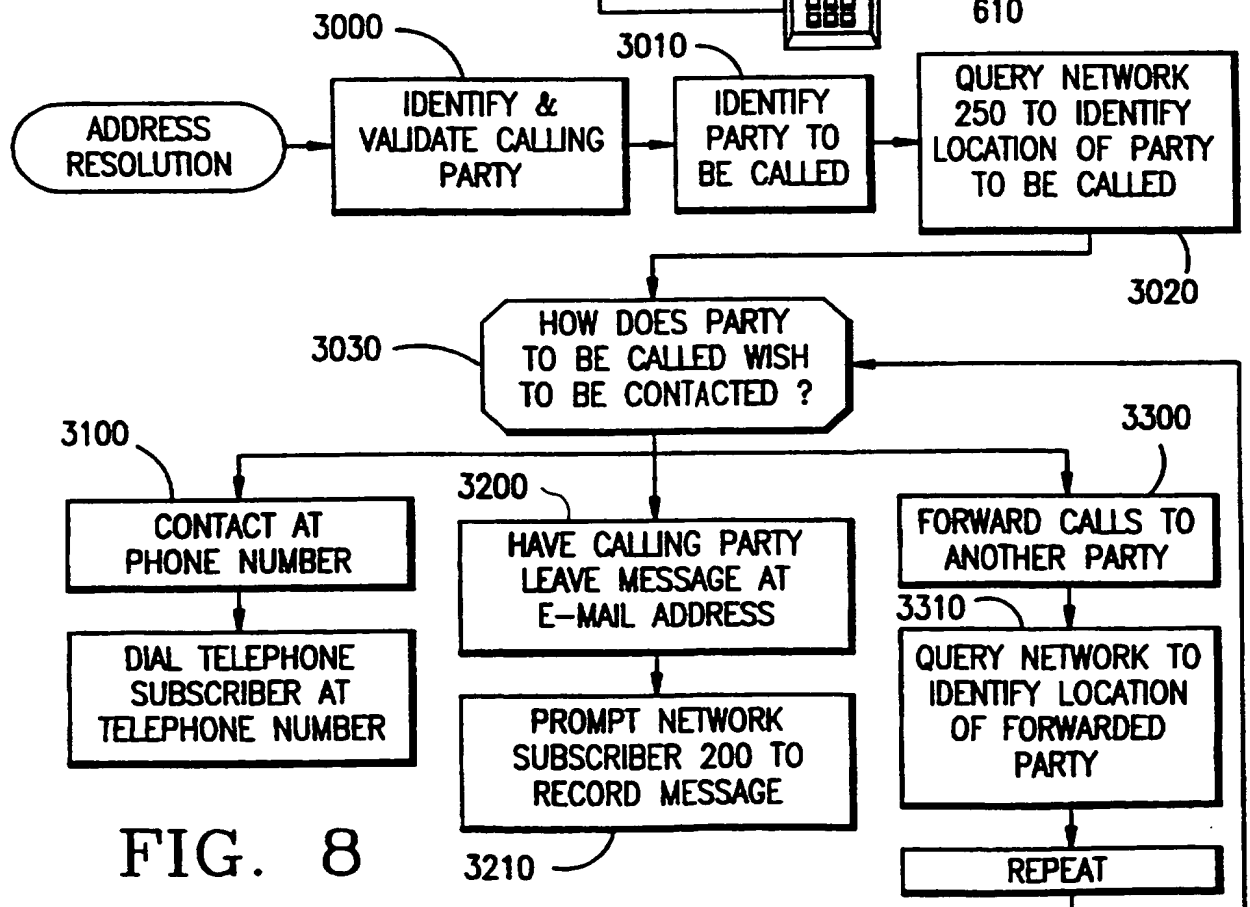 610
3000
3010
ADDRESS
RESOLUTION
IDENTIFY &
VALIDATE CALLING
PARTY
IDENTIFY
PARTY TO
BE CALLED
QUERY NETWORK
250 TO IDENTIFY
LOCATION OF PARTY
TO BE CALLED
3020
3030
HOW DOES PARTY
TO BE CALLED WISH
TO BE CONTACTED ?
3100
CONTACT AT
PHONE NUMBER
DIAL TELEPHONE
SUBSCRIBER AT
TELEPHONE NUMBER
3200
HAVE CALLING PARTY
LEAVE MESSAGE AT
E-MAIL ADDRESS
PROMPT NETWORK
SUBSCRIBER 200 TO
RECORD MESSAGE
3210
3300
FORWARD CALLS TO
ANOTHER PARTY
3310
QUERY NETWORK TO
IDENTIFY LOCATION
OF FORWARDED
PARTY
REPEAT
FIG. 8